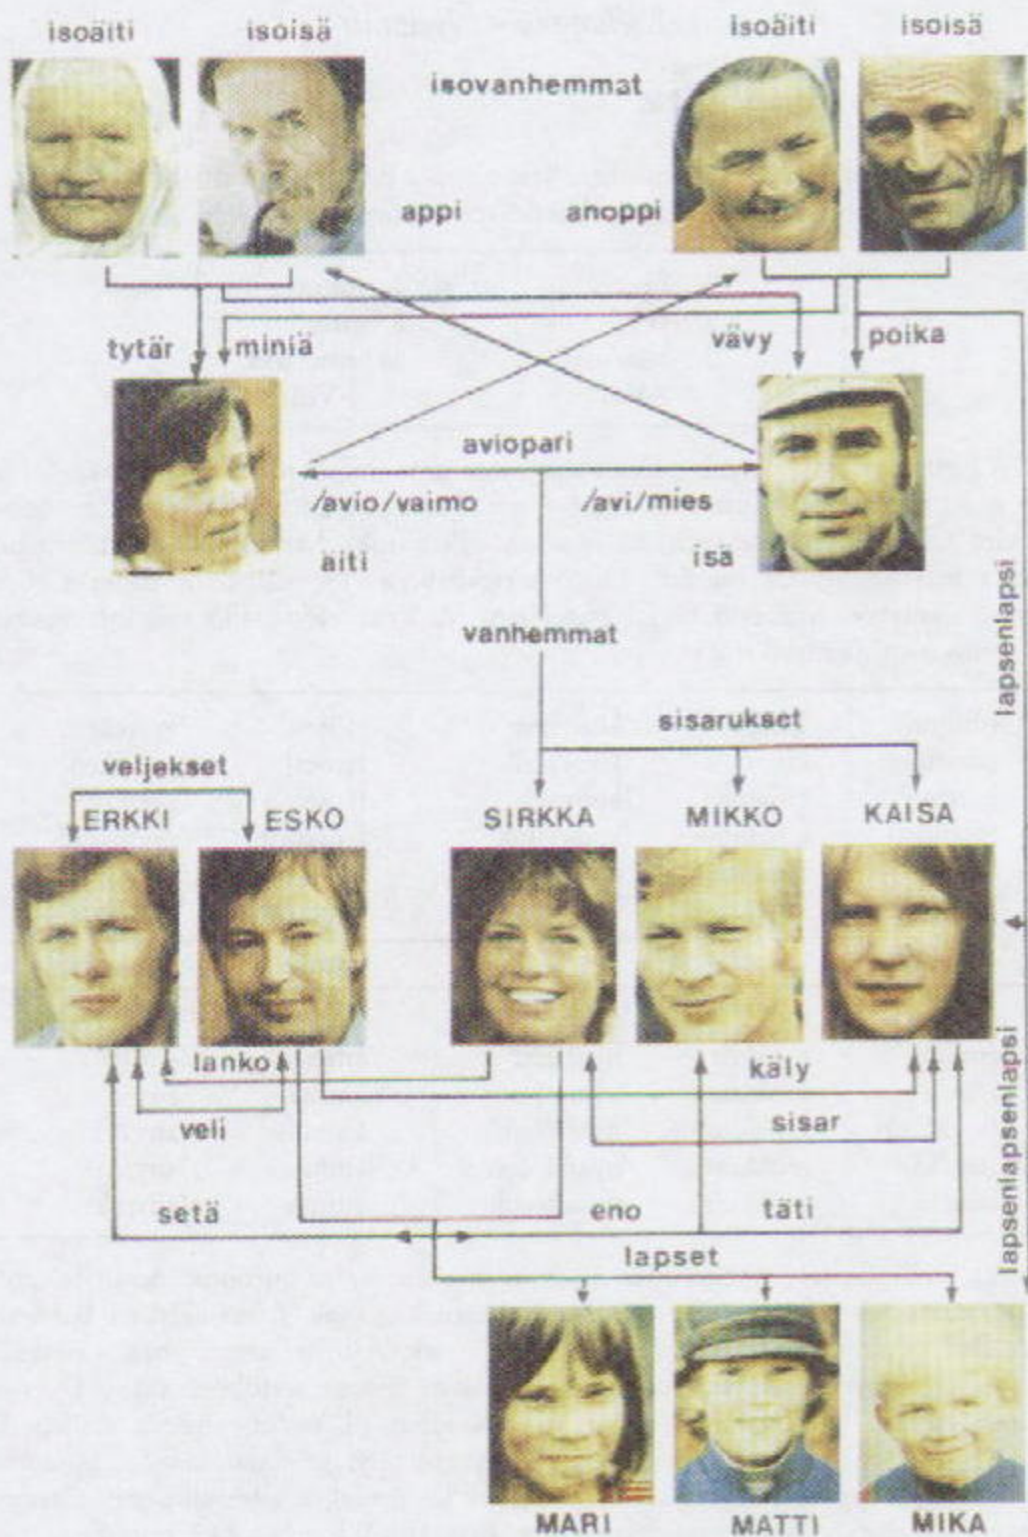 isoäiti isoisä isoäiti isoisä
isovanhemmat
appi anoppi
tytär miniä vävy poika
aviopari
/avio/vaimo /avi/mies
äiti isä
vanhemmat
lapsenlapsi
sisarukset
veljekset
ERKKI ESKO SIRKKA MIKKO KAISA
lanko käly
veli sisar
setä eno täti
lapsenlapsenlapsi
lapset
MARI MATTI MIKA